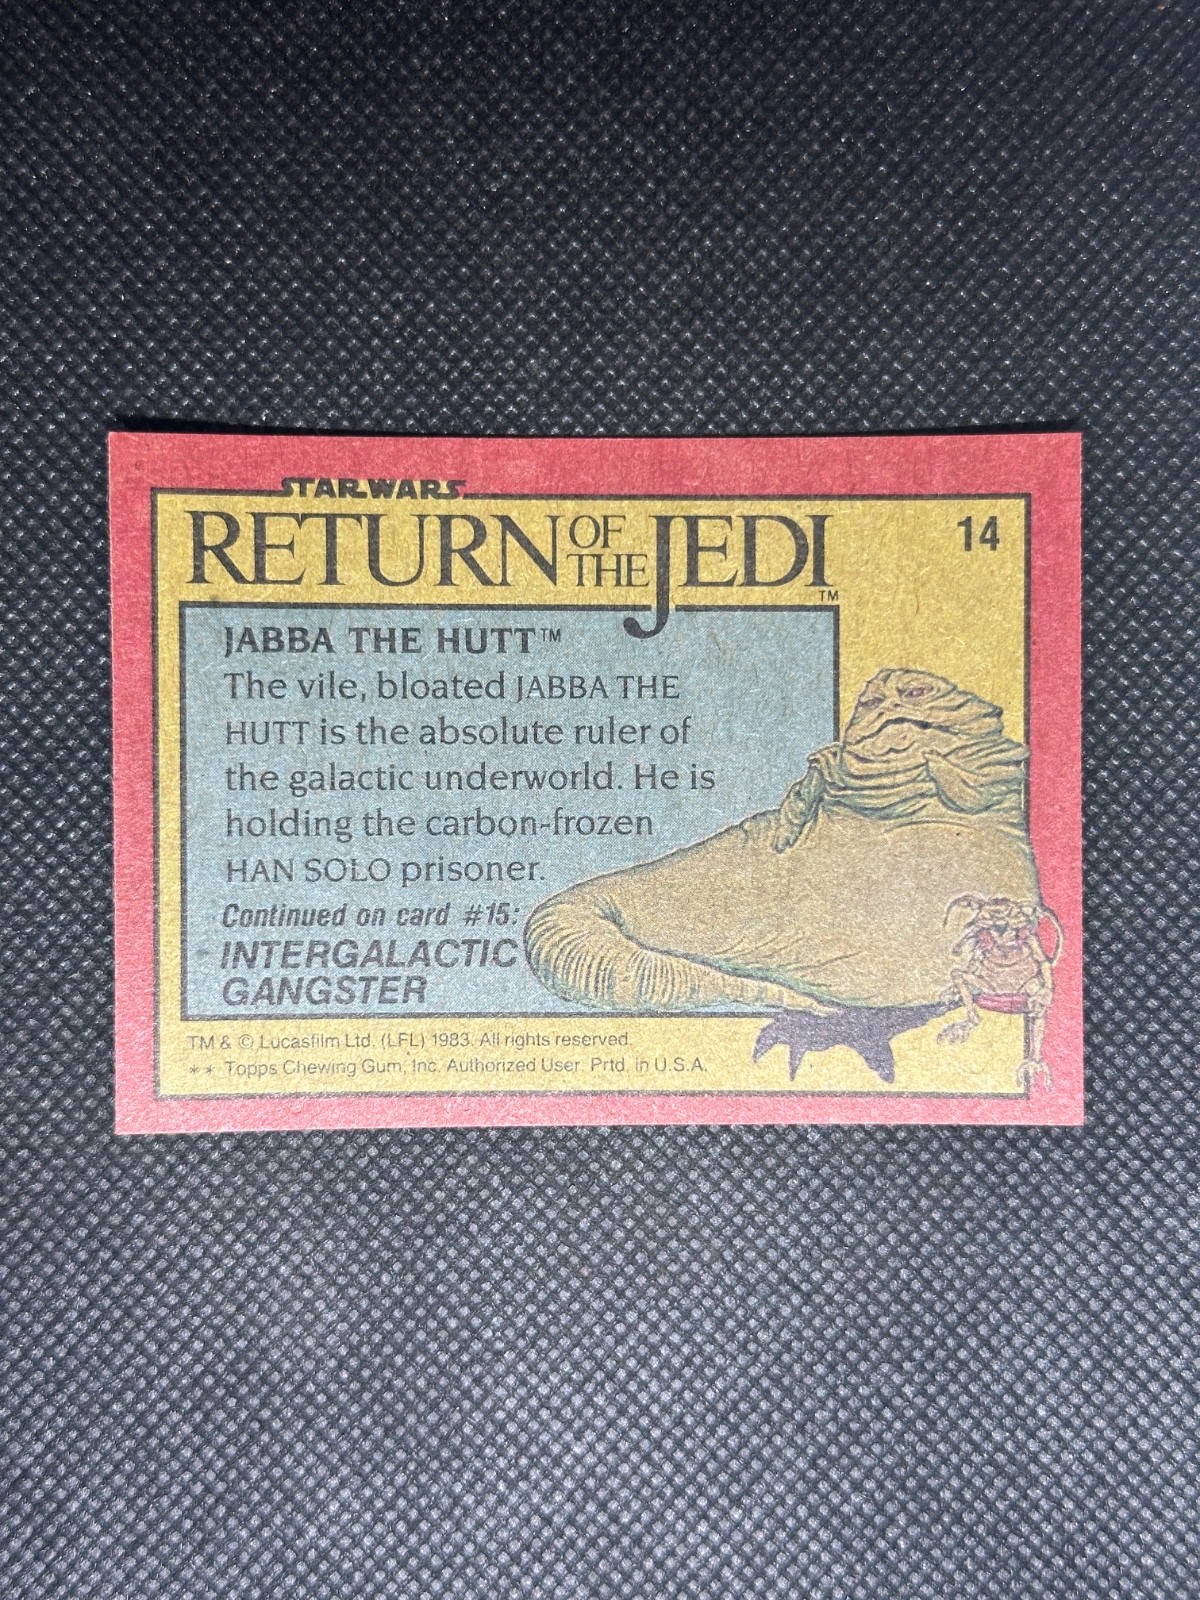 STAR WARS
RETURN OF THE JEDI™
14
JABBA THE HUTT™
The vile, bloated JABBA THE
HUTT is the absolute ruler of
the galactic underworld. He is
holding the carbon-frozen
HAN SOLO prisoner.
Continued on card #15:
INTERGALACTIC
GANGSTER
TM & © Lucasfilm Ltd. (LFL) 1983. All rights reserved.
** Topps Chewing Gum, Inc. Authorized User. Prtd. in U.S.A.